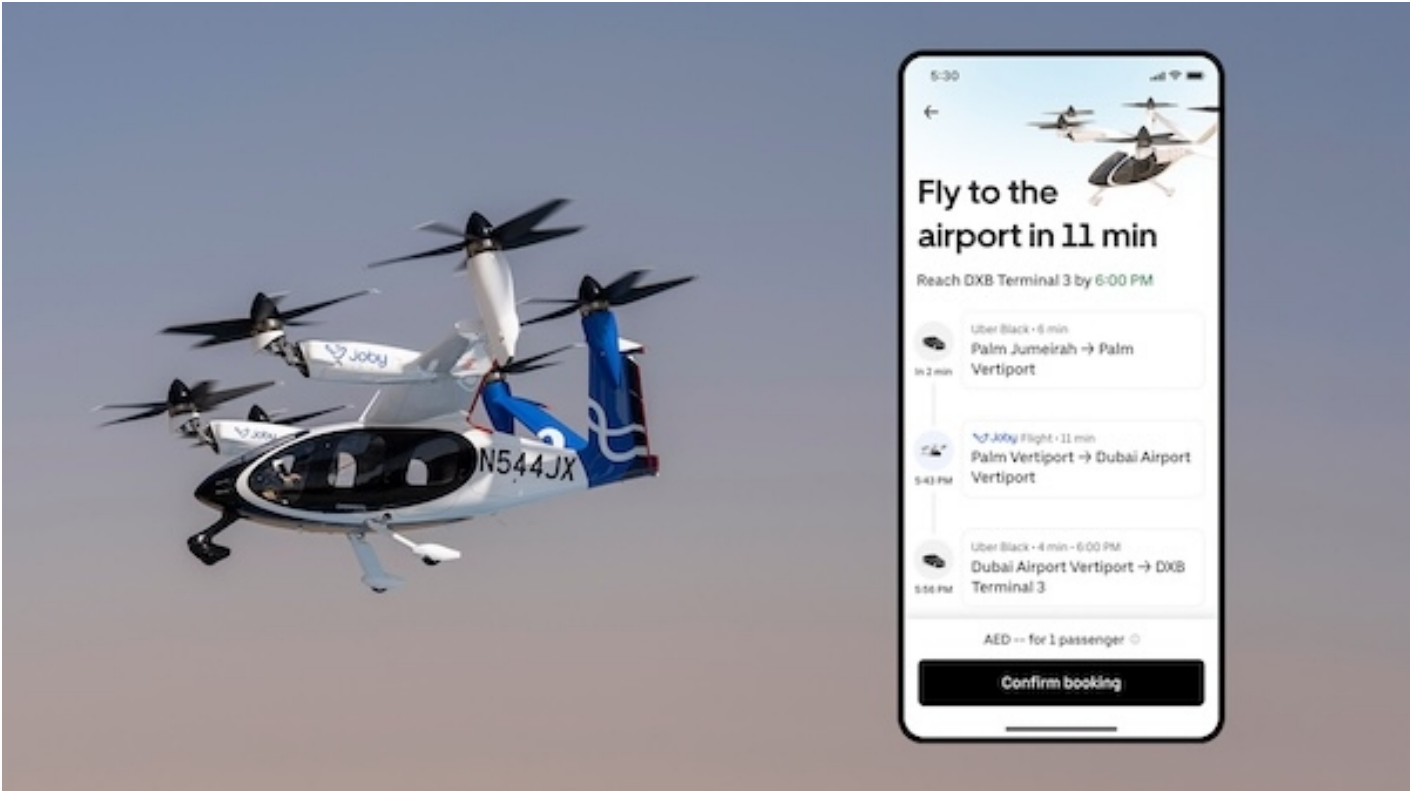 Joby
Joby
N544JX
5:30
Fly to the
airport in 11 min
Reach DXB Terminal 3 by 6:00 PM
Uber Black • 6 min
Palm Jumeirah → Palm
Vertiport
In 2 min
Joby Flight • 11 min
Palm Vertiport → Dubai Airport
Vertiport
5:43 PM
Uber Black • 4 min - 6:00 PM
Dubai Airport Vertiport → DXB
Terminal 3
5:56 PM
AED -- for 1 passenger
Confirm booking